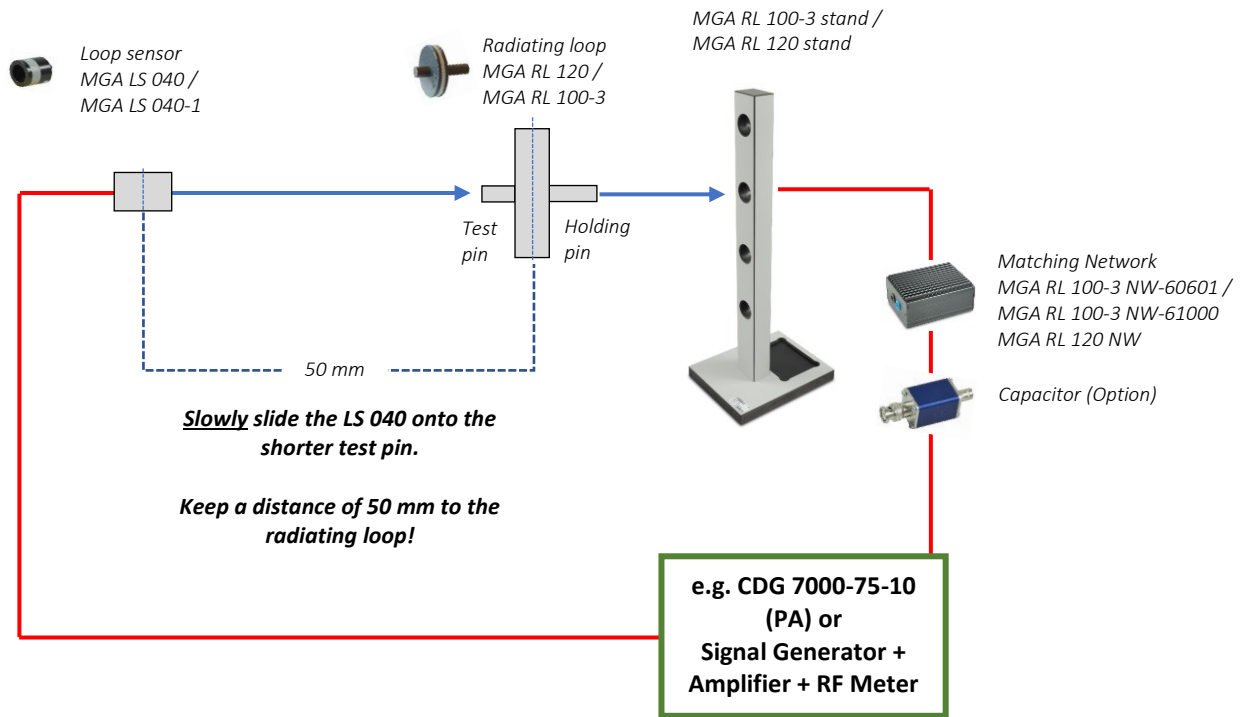 MGA RL 100-3 stand /
MGA RL 120 stand
Loop sensor
MGA LS 040 /
MGA LS 040-1
Radiating loop
MGA RL 120 /
MGA RL 100-3
Test
pin
Holding
pin
Matching Network
MGA RL 100-3 NW-60601 /
MGA RL 100-3 NW-61000
MGA RL 120 NW
50 mm
Capacitor (Option)
Slowly slide the LS 040 onto the
shorter test pin.
Keep a distance of 50 mm to the
radiating loop!
e.g. CDG 7000-75-10
(PA) or
Signal Generator +
Amplifier + RF Meter